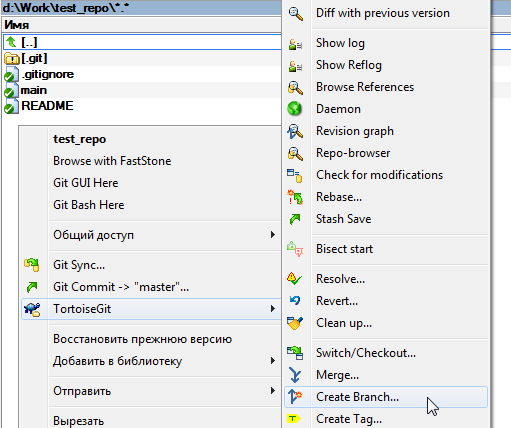 d:\Work\test_repo\*.*
Имя
[..]
[.git]
.gitignore
main
README
test_repo
Browse with FastStone
Git GUI Here
Git Bash Here
Общий доступ
Git Sync...
Git Commit -> "master"...
TortoiseGit
Восстановить прежнюю версию
Добавить в библиотеку
Отправить
Вырезать
Diff with previous version
Show log
Show Reflog
Browse References
Daemon
Revision graph
Repo-browser
Check for modifications
Rebase...
Stash Save
Bisect start
Resolve...
Revert...
Clean up...
Switch/Checkout...
Merge...
Create Branch...
Create Tag...